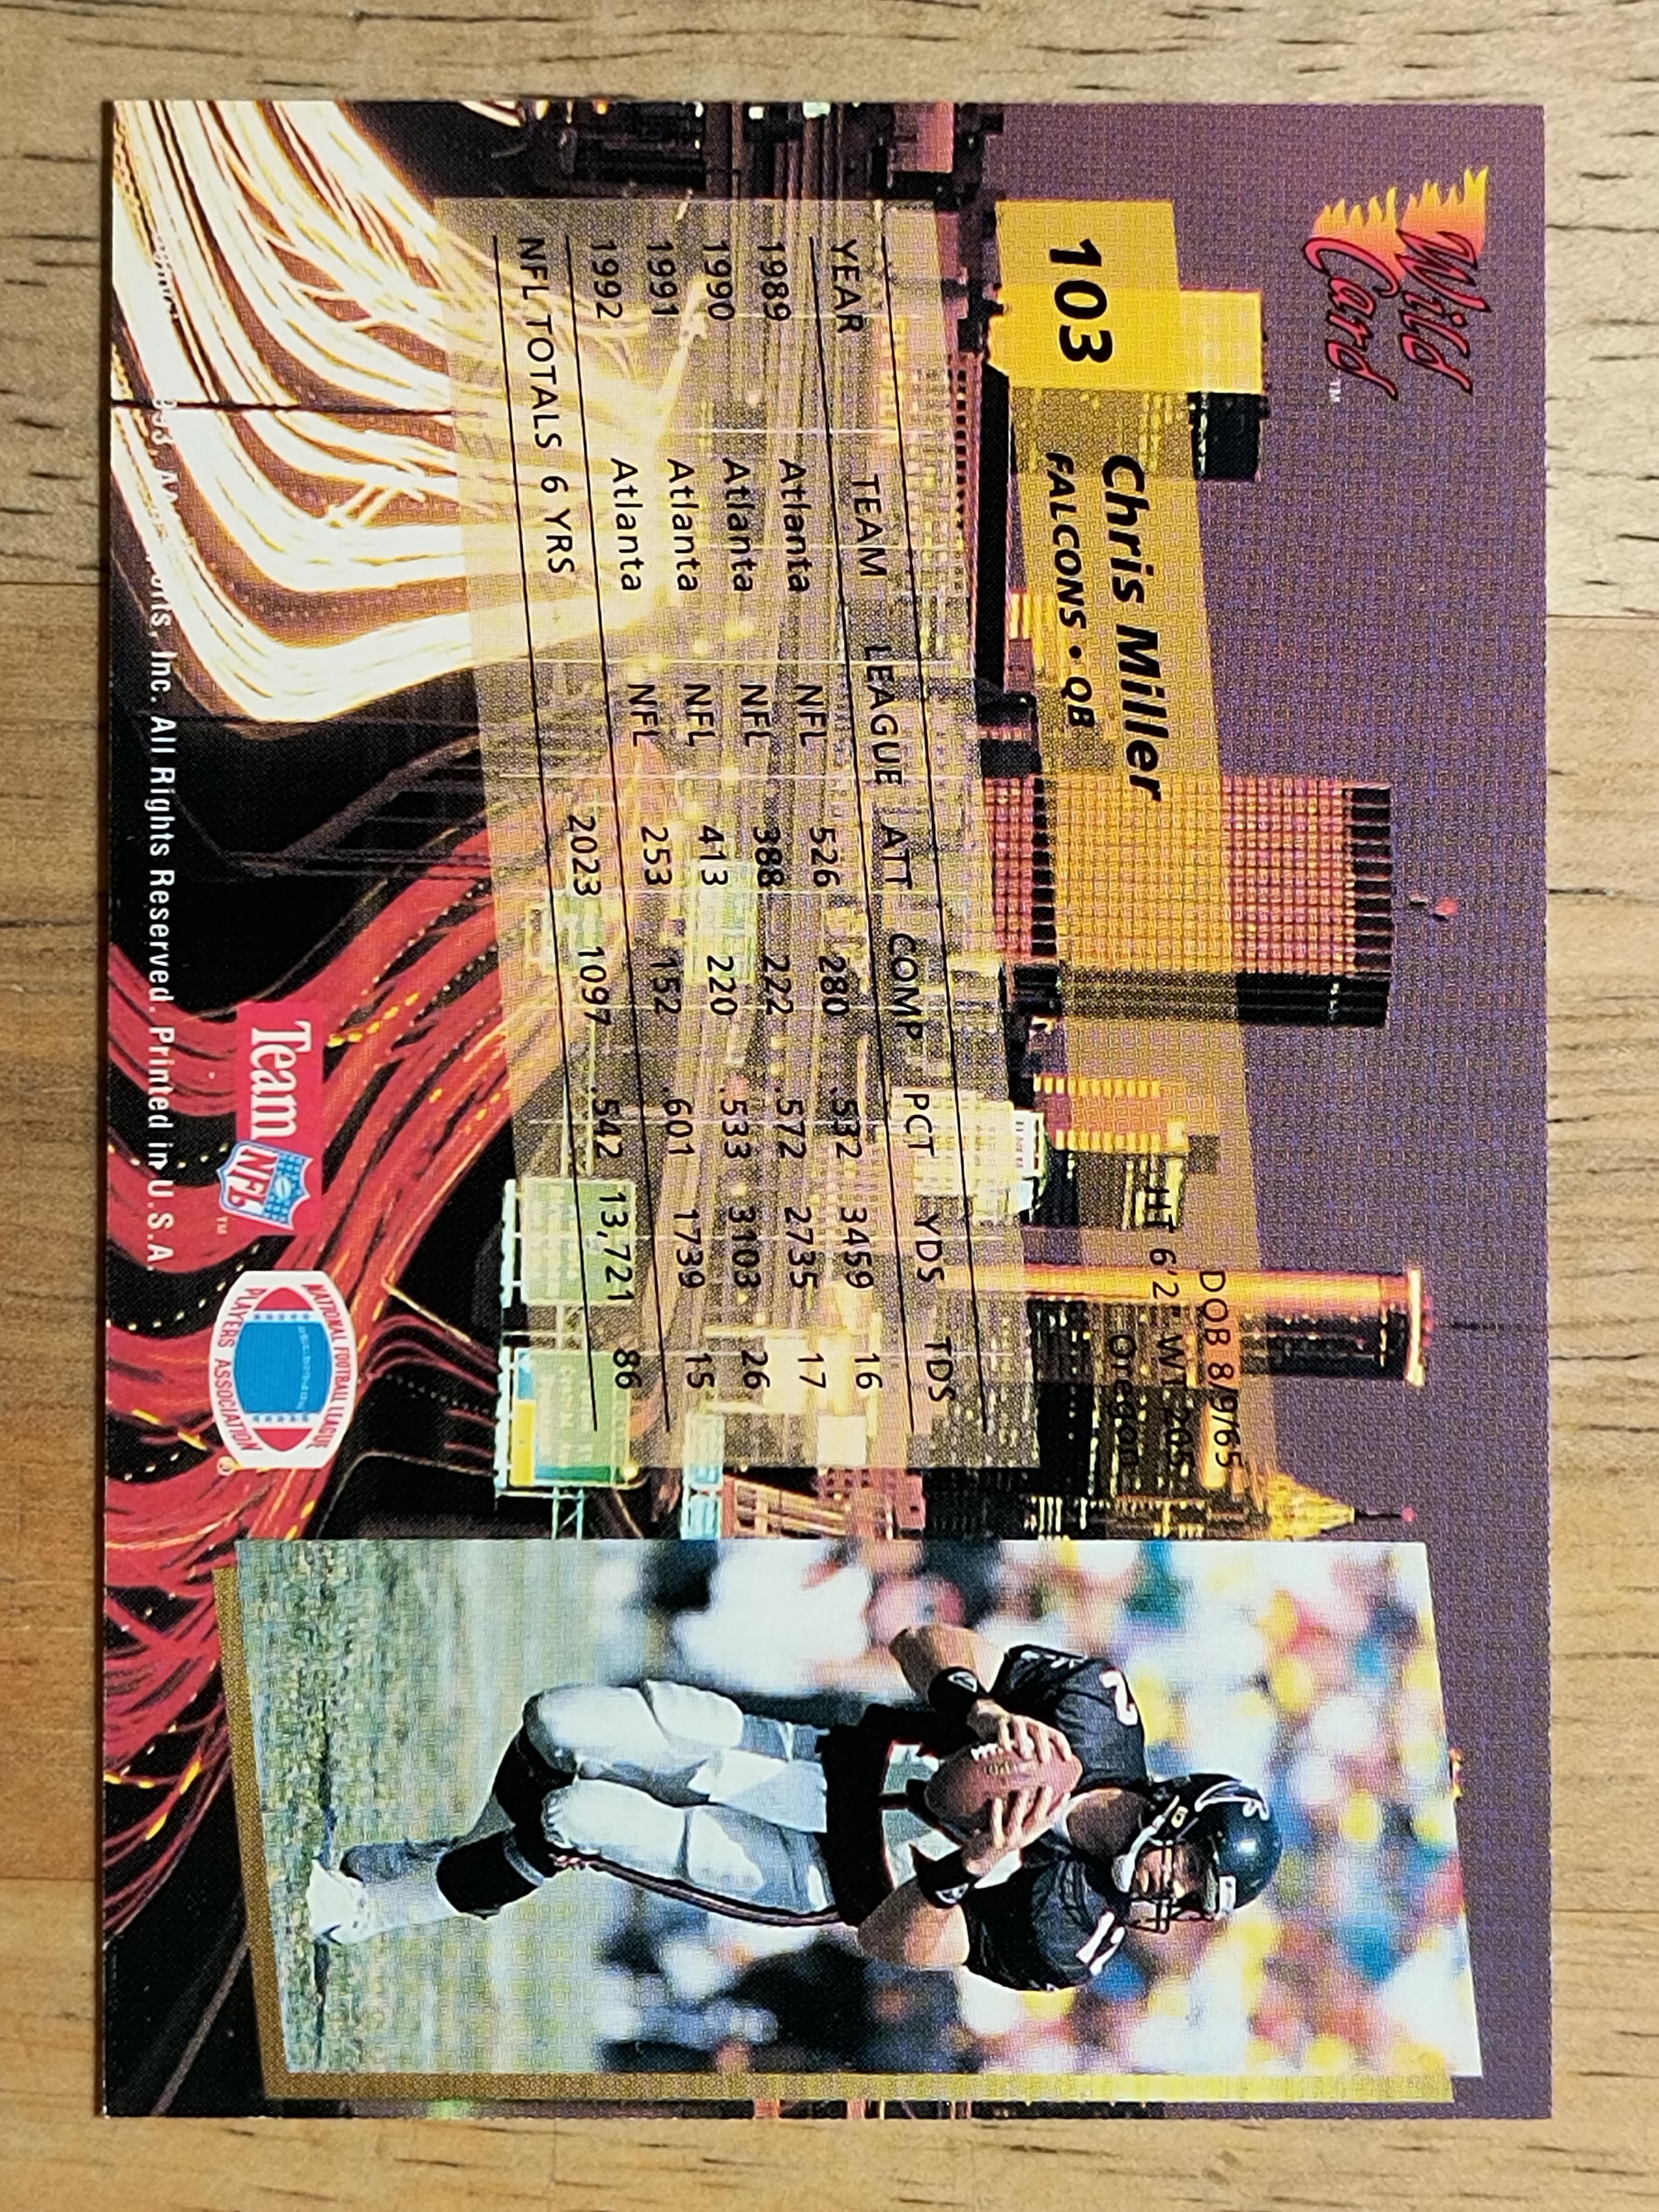 Wild
Card™
103
Chris Miller
FALCONS • QB
DOB 8/9/65
HT 6'2" WT 205
Oregon
YEAR TEAM LEAGUE ATT COMP PCT YDS TDS
1989 Atlanta NFL 526 280 .532 3459 16
1990 Atlanta NFL 388 222 .572 2735 17
1991 Atlanta NFL 413 220 .533 3103 26
1992 Atlanta NFL 253 152 .601 1739 15
NFL TOTALS 6 YRS 2023 1097 .542 13,721 86
Team NFL™
NATIONAL FOOTBALL LEAGUE
PLAYERS ASSOCIATION
®
Inc. All Rights Reserved. Printed in U.S.A.
12